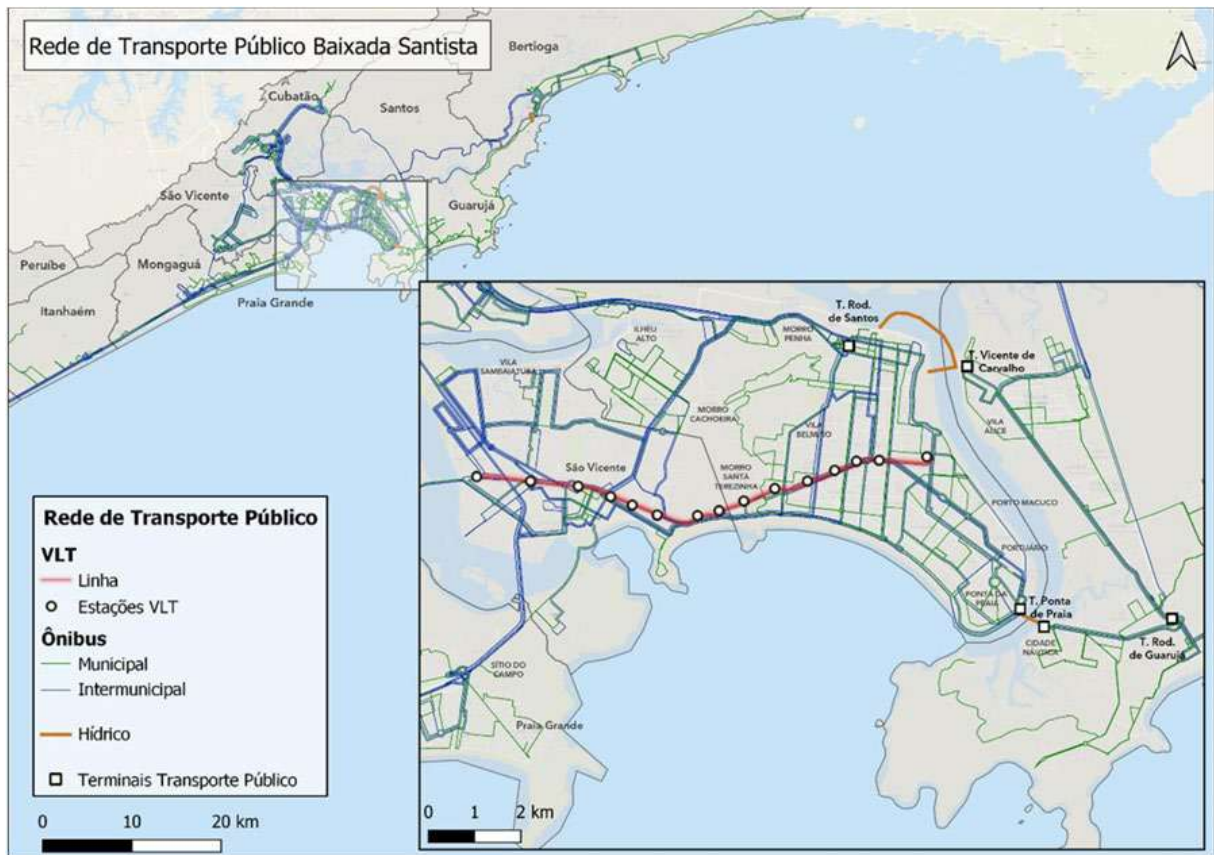 Rede de Transporte Público Baixada Santista
Bertioga
Cubatão
Santos
São Vicente
Guarujá
Peruíbe
Mongaguá
Itanhaém
Praia Grande
T. Rod.
de Santos
ILHÉU
ALTO
MORRO
PENHA
T. Vicente de
Carvalho
VILA
MORRO
CACHOEIRA
VILA
BELMIRO
VILA
ALICE
São Vicente
MORRO
SANTA
TEREZINHA
PORTO MACUCO
PORTUÁRIO
PONTA DA
PRAIA
T. Ponta
de Praia
CIDADE
NÁUTICA
T. Rod.
de Guarujá
SÍTIO DO
CAMPO
Praia Grande
0 1 2 km
Rede de Transporte Público
VLT
Linha
Estações VLT
Ônibus
Municipal
Intermunicipal
Hídrico
Terminais Transporte Público
0 10 20 km